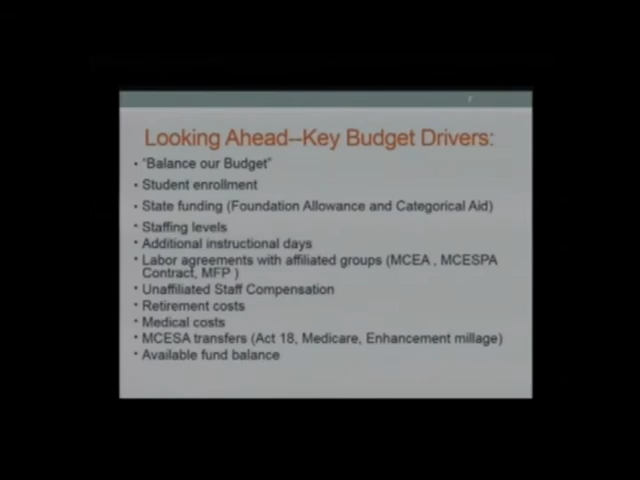 7
Looking Ahead--Key Budget Drivers:
• "Balance our Budget"
• Student enrollment
• State funding (Foundation Allowance and Categorical Aid)
• Staffing levels
• Additional instructional days
• Labor agreements with affiliated groups (MCEA , MCESPA
Contract, MFP )
• Unaffiliated Staff Compensation
• Retirement costs
• Medical costs
• MCESA transfers (Act 18, Medicare, Enhancement millage)
• Available fund balance